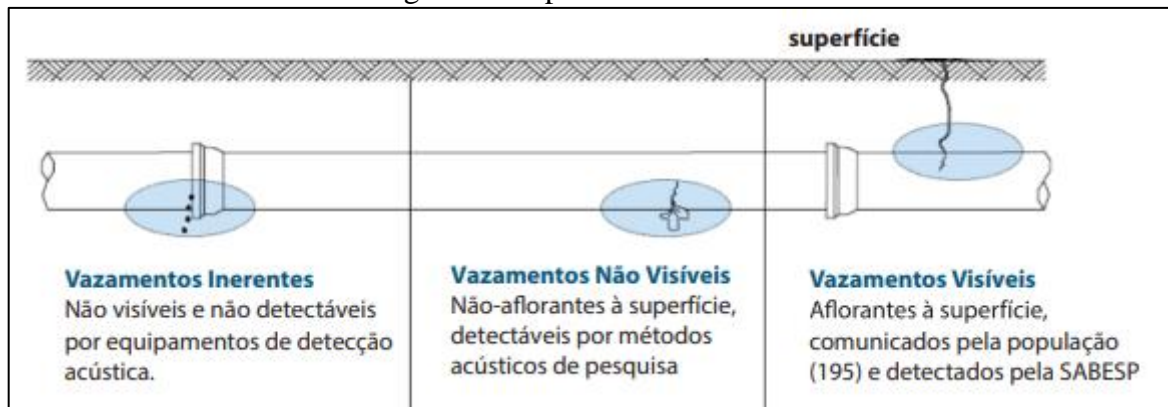 superfície
Vazamentos Inerentes
Não visíveis e não detectáveis
por equipamentos de detecção
acústica.
Vazamentos Não Visíveis
Não-aflorantes à superfície,
detectáveis por métodos
acústicos de pesquisa
Vazamentos Visíveis
Aflorantes à superfície,
comunicados pela população
(195) e detectados pela SABESP